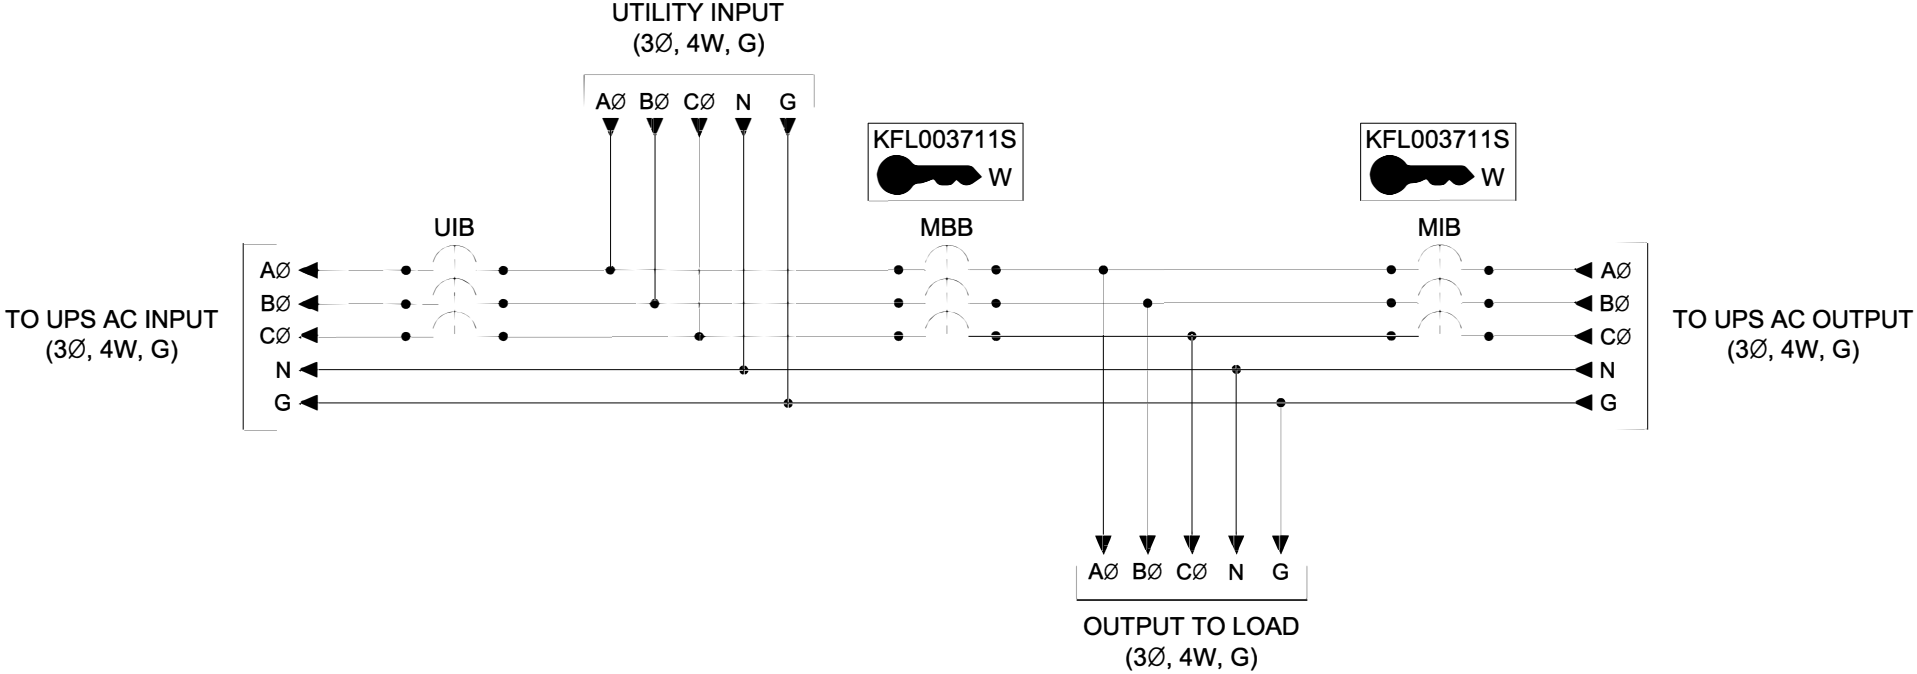 UTILITY INPUT
(3Ø, 4W, G)
AØ BØ CØ N G
KFL003711S
W
KFL003711S
W
UIB
MBB
MIB
TO UPS AC INPUT
(3Ø, 4W, G)
AØ
BØ
CØ
N
G
AØ
BØ
CØ
N
G
TO UPS AC OUTPUT
(3Ø, 4W, G)
AØ BØ CØ N G
OUTPUT TO LOAD
(3Ø, 4W, G)